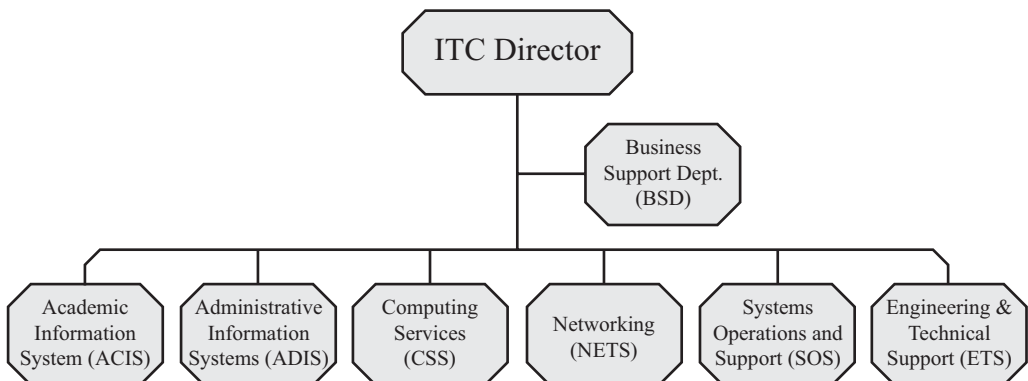 ITC Director
Business
Support Dept.
(BSD)
Academic
Information
System (ACIS)
Administrative
Information
Systems (ADIS)
Computing
Services
(CSS)
Networking
(NETS)
Systems
Operations and
Support (SOS)
Engineering &
Technical
Support (ETS)